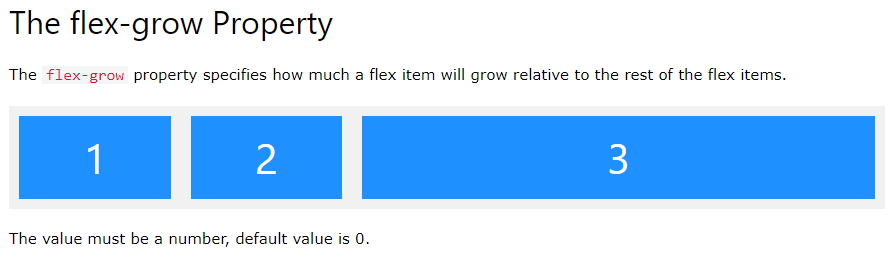 The flex-grow Property
The flex-grow property specifies how much a flex item will grow relative to the rest of the flex items.
1 2 3
The value must be a number, default value is 0.